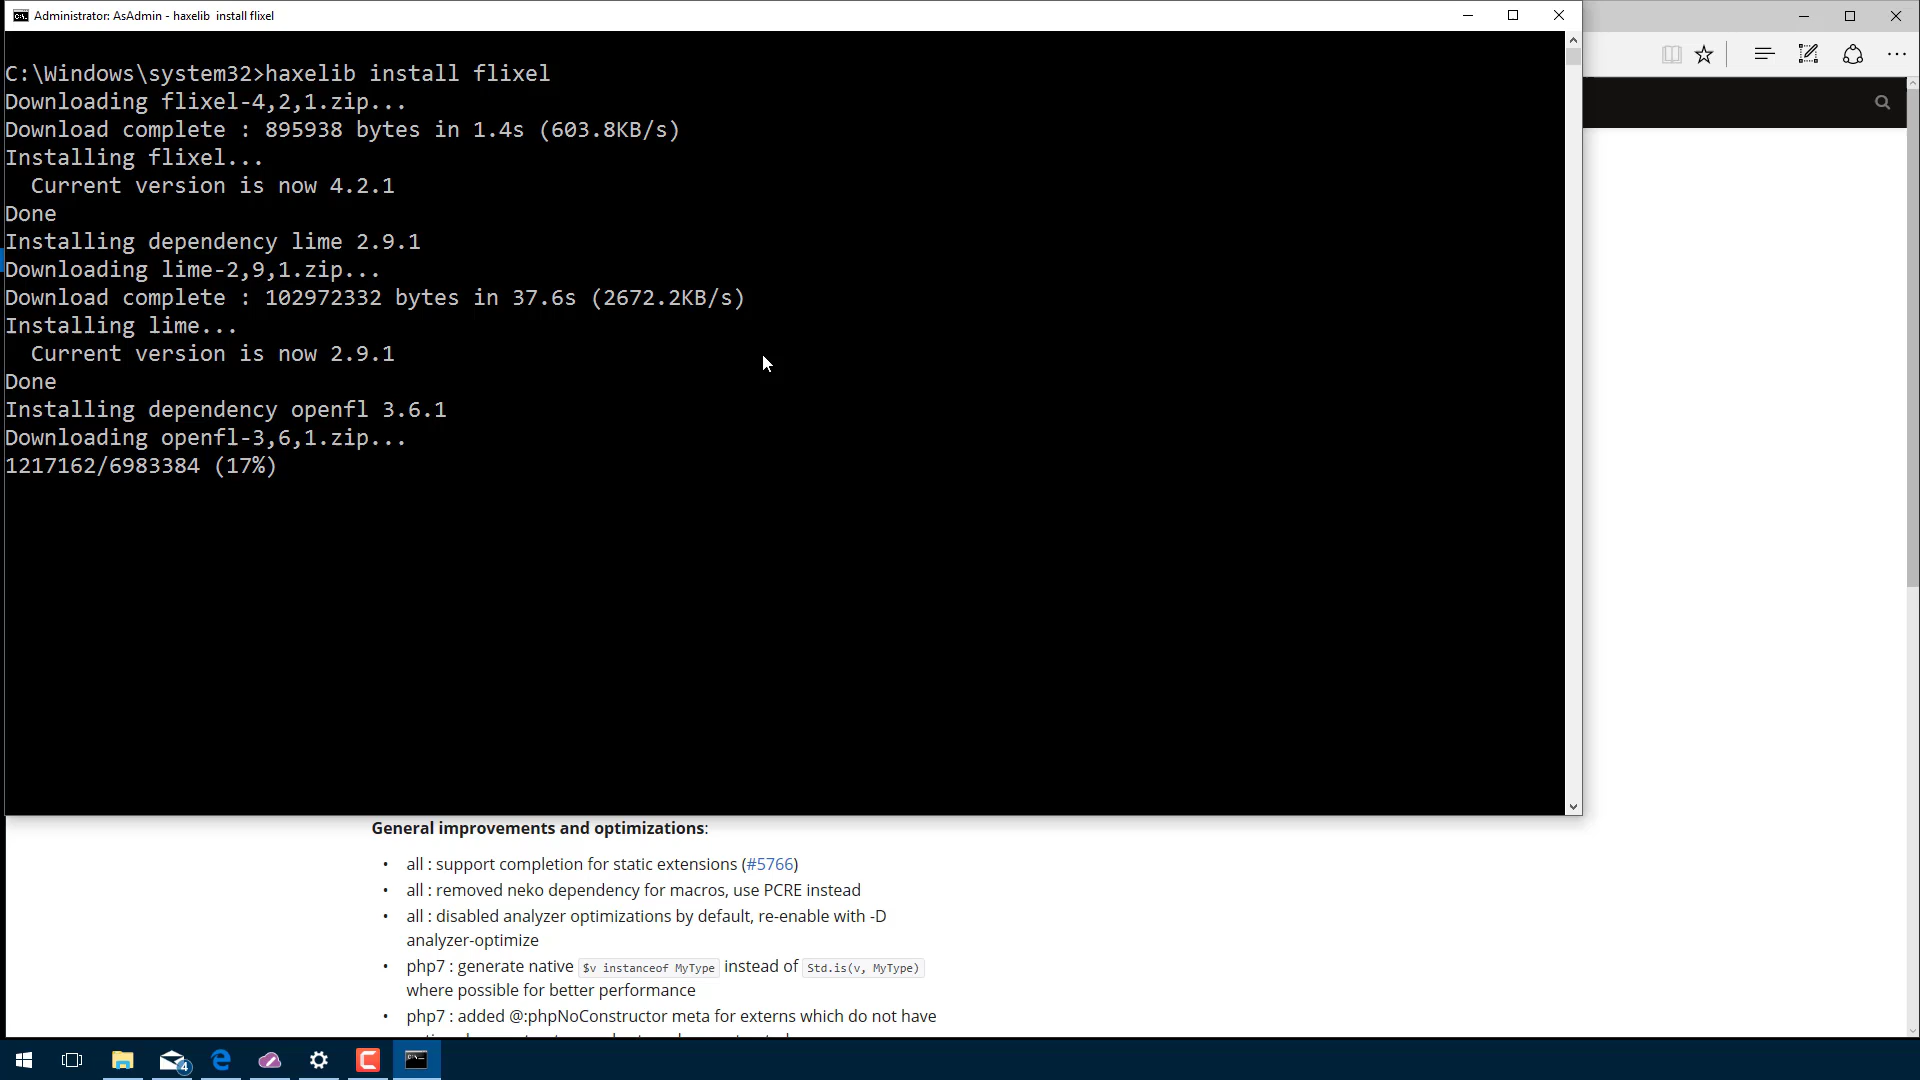 Administrator: AsAdmin - haxelib  install flixel
C:\Windows\system32>haxelib install flixel
Downloading flixel-4,2,1.zip...
Download complete : 895938 bytes in 1.4s (603.8KB/s)
Installing flixel...
  Current version is now 4.2.1
Done
Installing dependency lime 2.9.1
Downloading lime-2,9,1.zip...
Download complete : 102972332 bytes in 37.6s (2672.2KB/s)
Installing lime...
  Current version is now 2.9.1
Done
Installing dependency openfl 3.6.1
Downloading openfl-3,6,1.zip...
1217162/6983384 (17%)
General improvements and optimizations:
• all : support completion for static extensions (#5766)
• all : removed neko dependency for macros, use PCRE instead
• all : disabled analyzer optimizations by default, re-enable with -D
analyzer-optimize
• php7 : generate native $v instanceof MyType instead of Std.is(v, MyType)
where possible for better performance
• php7 : added @:phpNoConstructor meta for externs which do not have
4